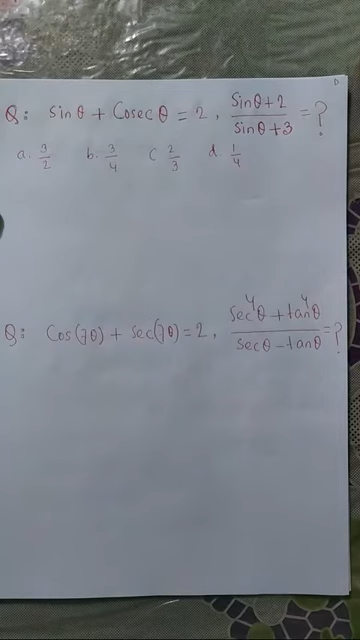 Q: sinθ + Cosec θ = 2, (sinθ+2)/(sinθ+3) = ?
a. 3/2 b. 3/4 c 2/3 d. 1/4
Q: Cos(7θ) + sec(7θ) = 2, (sec⁴θ + tan⁴θ)/(secθ - tanθ) = ?